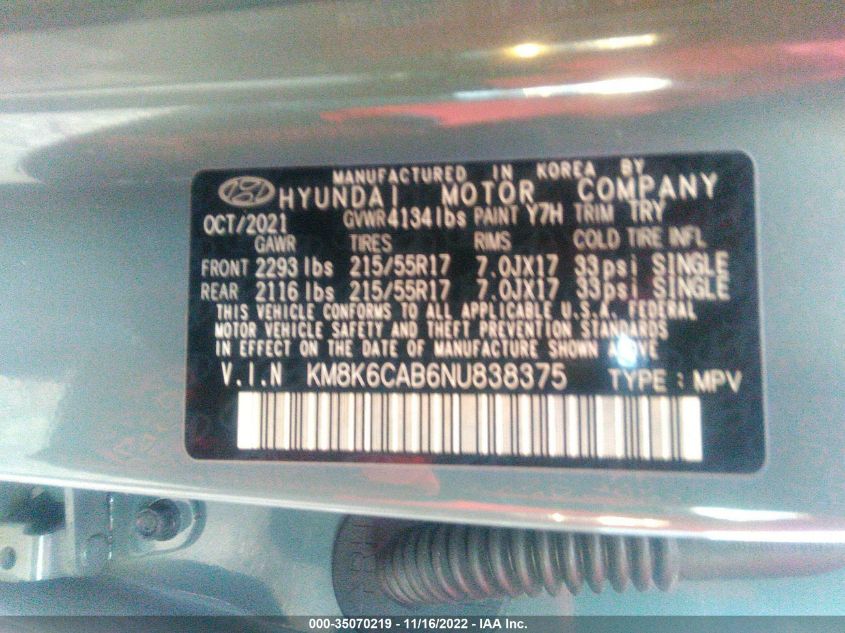 MANUFACTURED IN KOREA BY
HYUNDAI MOTOR COMPANY
OCT/2021 GVWR 4134 lbs PAINT Y7H TRIM TRY
GAWR TIRES RIMS COLD TIRE INFL
FRONT 2293 lbs 215/55R17 7.0JX17 33psi SINGLE
REAR 2116 lbs 215/55R17 7.0JX17 33psi SINGLE
THIS VEHICLE CONFORMS TO ALL APPLICABLE U.S.A. FEDERAL
MOTOR VEHICLE SAFETY AND THEFT PREVENTION STANDARDS
IN EFFECT ON THE DATE OF MANUFACTURE SHOWN ABOVE
V.I.N KM8K6CAB6NU838375 TYPE : MPV
000-35070219 - 11/16/2022 - IAA Inc.